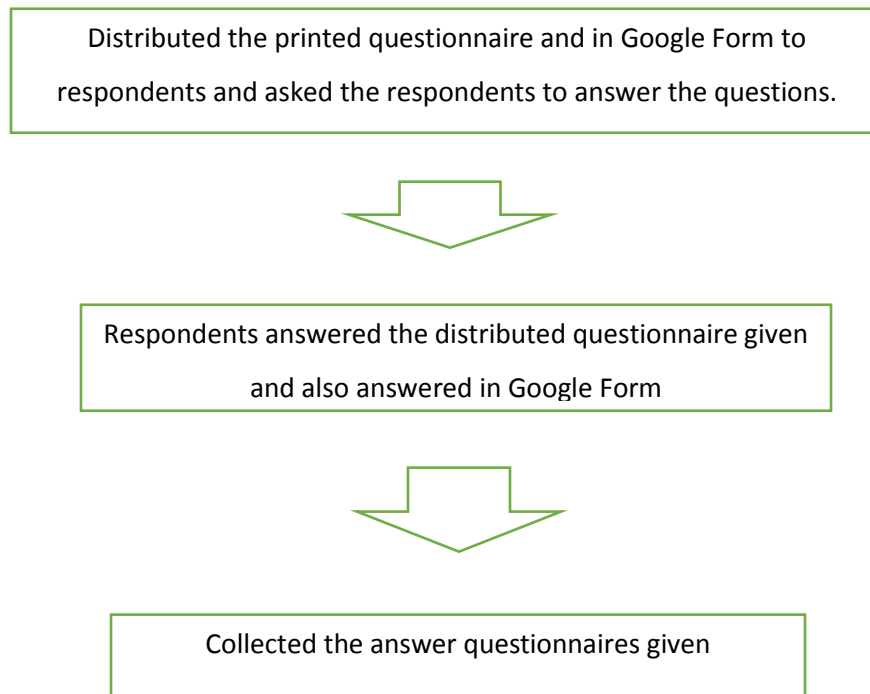 Distributed the printed questionnaire and in Google Form to
respondents and asked the respondents to answer the questions.
Respondents answered the distributed questionnaire given
and also answered in Google Form
Collected the answer questionnaires given